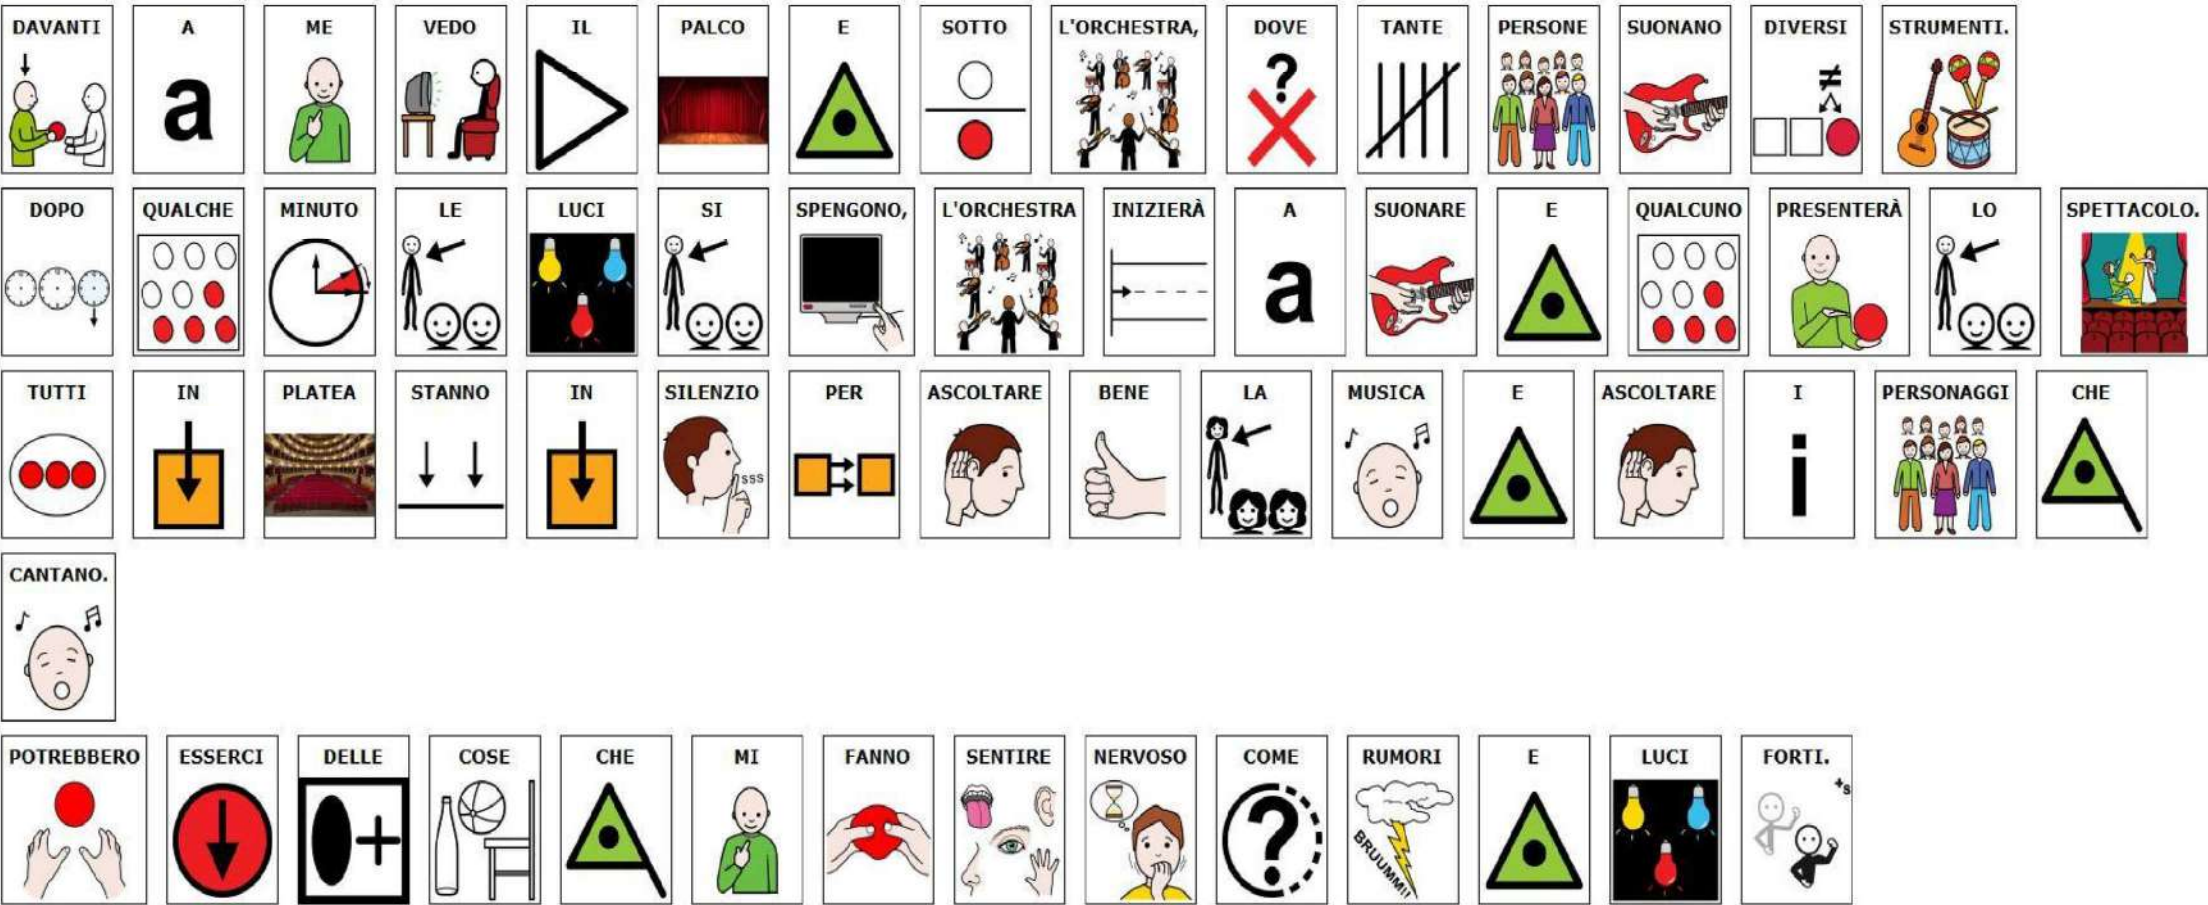 DAVANTI A ME VEDO IL PALCO E SOTTO L'ORCHESTRA, DOVE TANTE PERSONE SUONANO DIVERSI STRUMENTI.
a
DOPO QUALCHE MINUTO LE LUCI SI SPENGONO, L'ORCHESTRA INIZIERÀ A SUONARE E QUALCUNO PRESENTERÀ LO SPETTACOLO.
a
TUTTI IN PLATEA STANNO IN SILENZIO PER ASCOLTARE BENE LA MUSICA E ASCOLTARE I PERSONAGGI CHE
sss i
CANTANO.
POTREBBERO ESSERCI DELLE COSE CHE MI FANNO SENTIRE NERVOSO COME RUMORI E LUCI FORTI.
BRUUMM!! +s